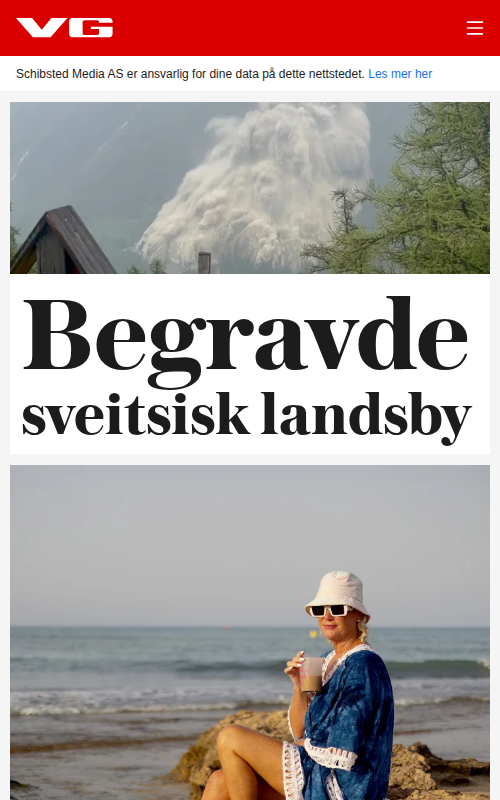 VG
Schibsted Media AS er ansvarlig for dine data på dette nettstedet. Les mer her
Begravde
sveitsisk landsby